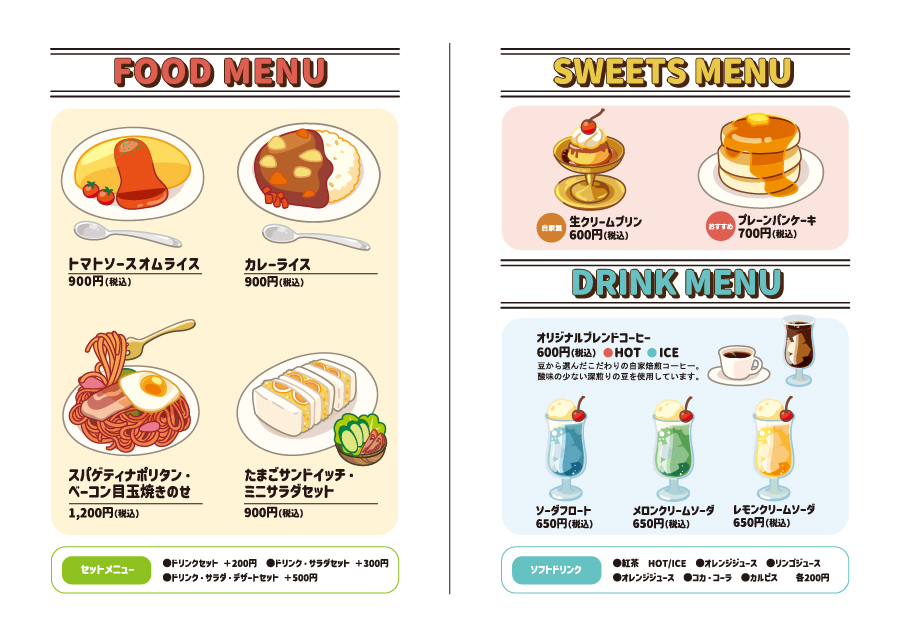 FOOD MENU
トマトソースオムライス
900円(税込)
カレーライス
900円(税込)
スパゲティナポリタン・
ベーコン目玉焼きのせ
1,200円(税込)
たまごサンドイッチ・
ミニサラダセット
900円(税込)
セットメニュー
●ドリンクセット ＋200円 ●ドリンク・サラダセット ＋300円
●ドリンク・サラダ・デザートセット ＋500円
SWEETS MENU
自家製
生クリームプリン
600円(税込)
おすすめ
プレーンパンケーキ
700円(税込)
DRINK MENU
オリジナルブレンドコーヒー
600円(税込) ●HOT ●ICE
豆から選んだこだわりの自家焙煎コーヒー。
酸味の少ない深煎りの豆を使用しています。
ソーダフロート
650円(税込)
メロンクリームソーダ
650円(税込)
レモンクリームソーダ
650円(税込)
ソフトドリンク
●紅茶 HOT/ICE ●オレンジジュース ●リンゴジュース
●オレンジジュース ●コカ・コーラ ●カルピス 各200円